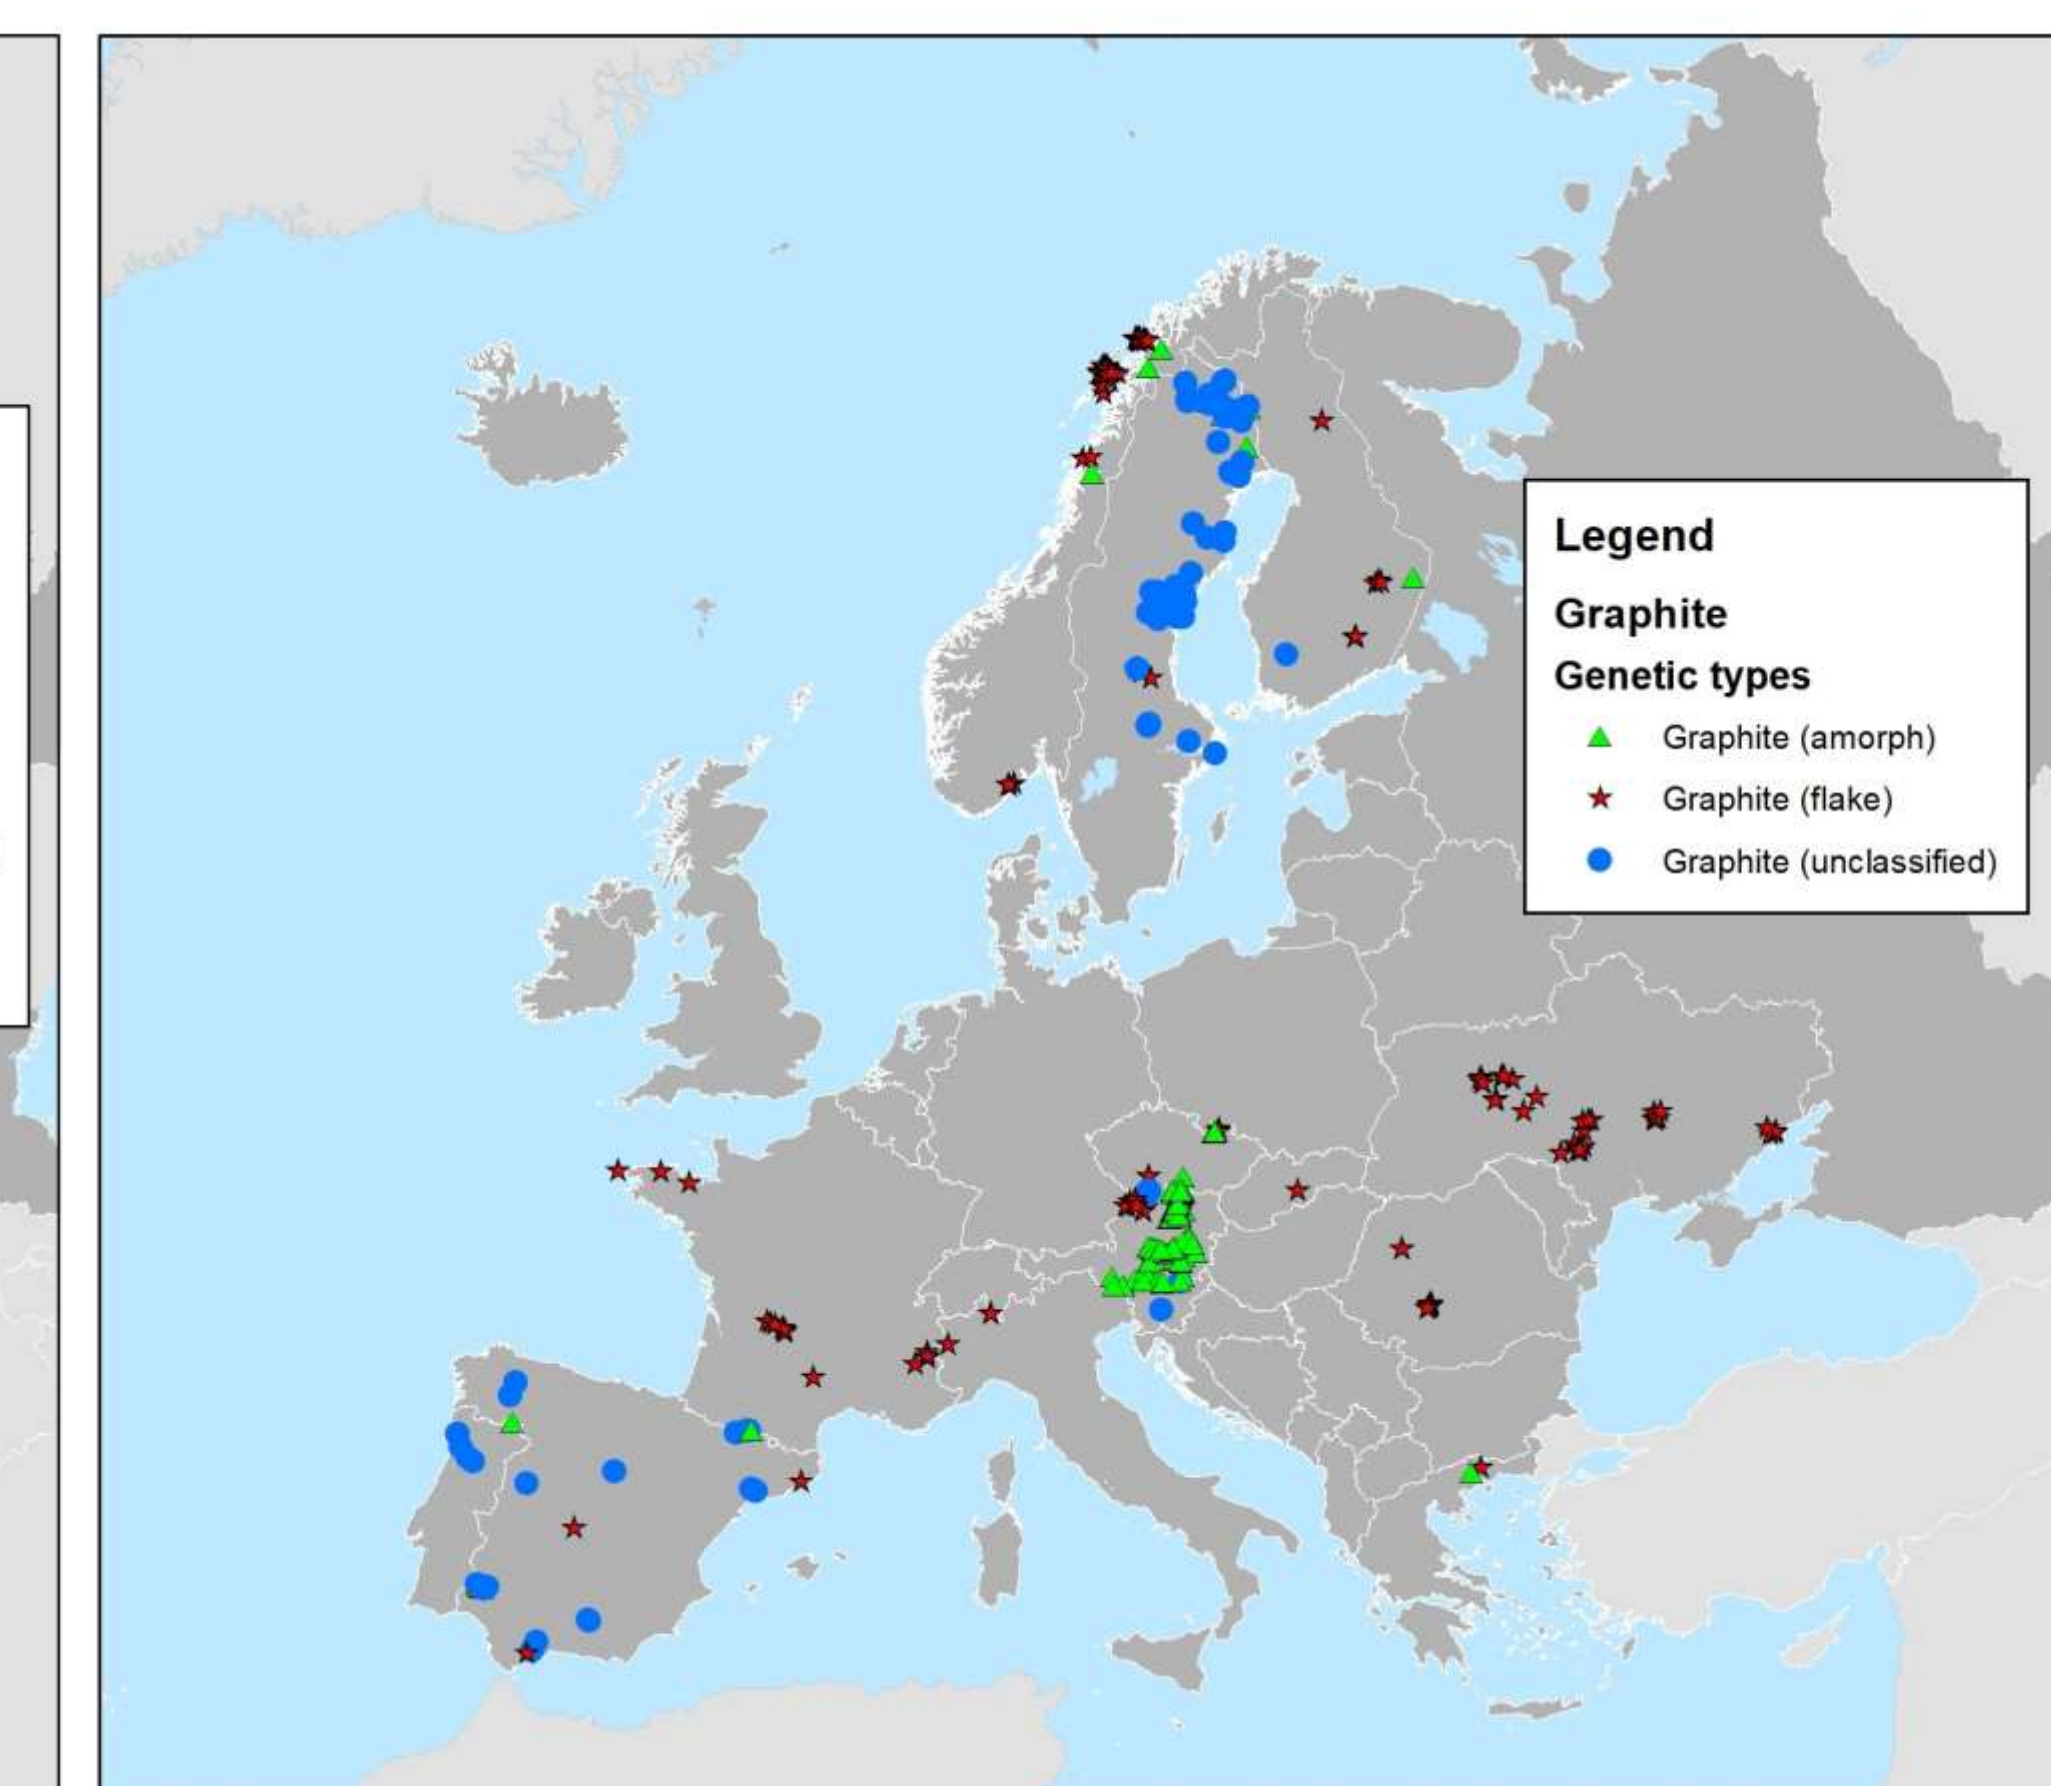 Legend
Graphite
Genetic types
Graphite (amorph)
Graphite (flake)
Graphite (unclassified)